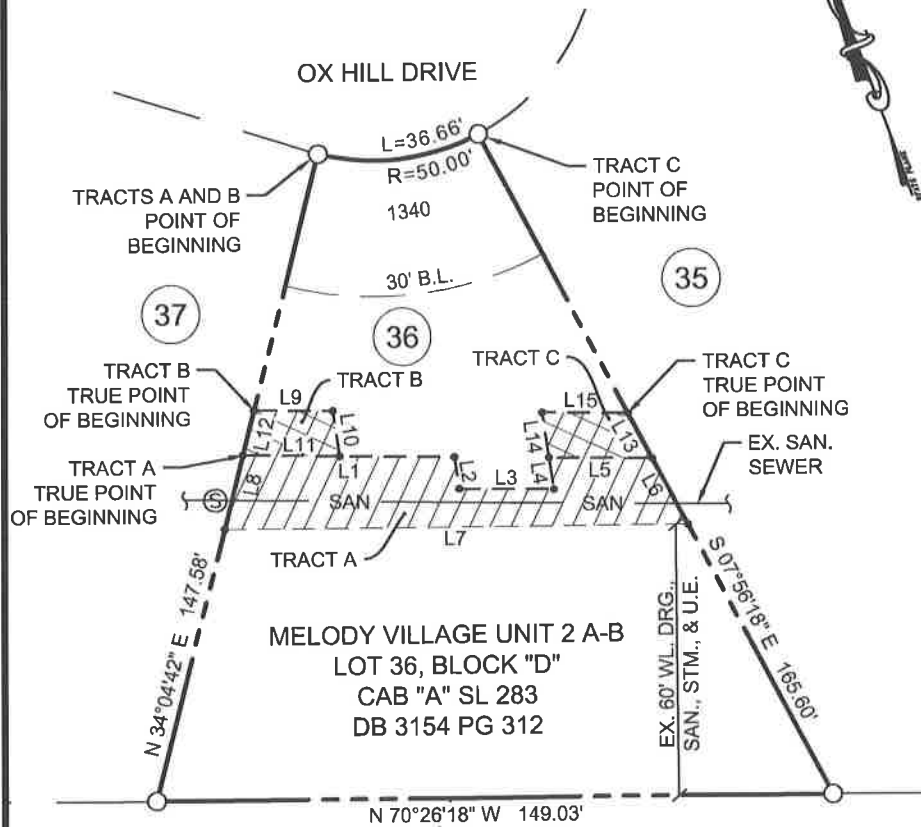 OX HILL DRIVE
L=36.66'
R=50.00'
TRACTS A AND B
POINT OF
BEGINNING
TRACT C
POINT OF
BEGINNING
1340
30' B.L.
37
36
35
TRACT B
TRUE POINT
OF BEGINNING
TRACT B
TRACT C
TRACT C
TRUE POINT
OF BEGINNING
L9
L10
L12
L11
L1
L15
L14
L13
L5
TRACT A
TRUE POINT
OF BEGINNING
L8
L2
L3
L4
L6
EX. SAN.
SEWER
S
SAN
SAN
L7
TRACT A
N 34°04'42" E 147.58'
S 07°56'18" E 165.60'
EX. 60' WL. DRG.,
SAN., STM., & U.E.
MELODY VILLAGE UNIT 2 A-B
LOT 36, BLOCK "D"
CAB "A" SL 283
DB 3154 PG 312
N 70°26'18" W 149.03'